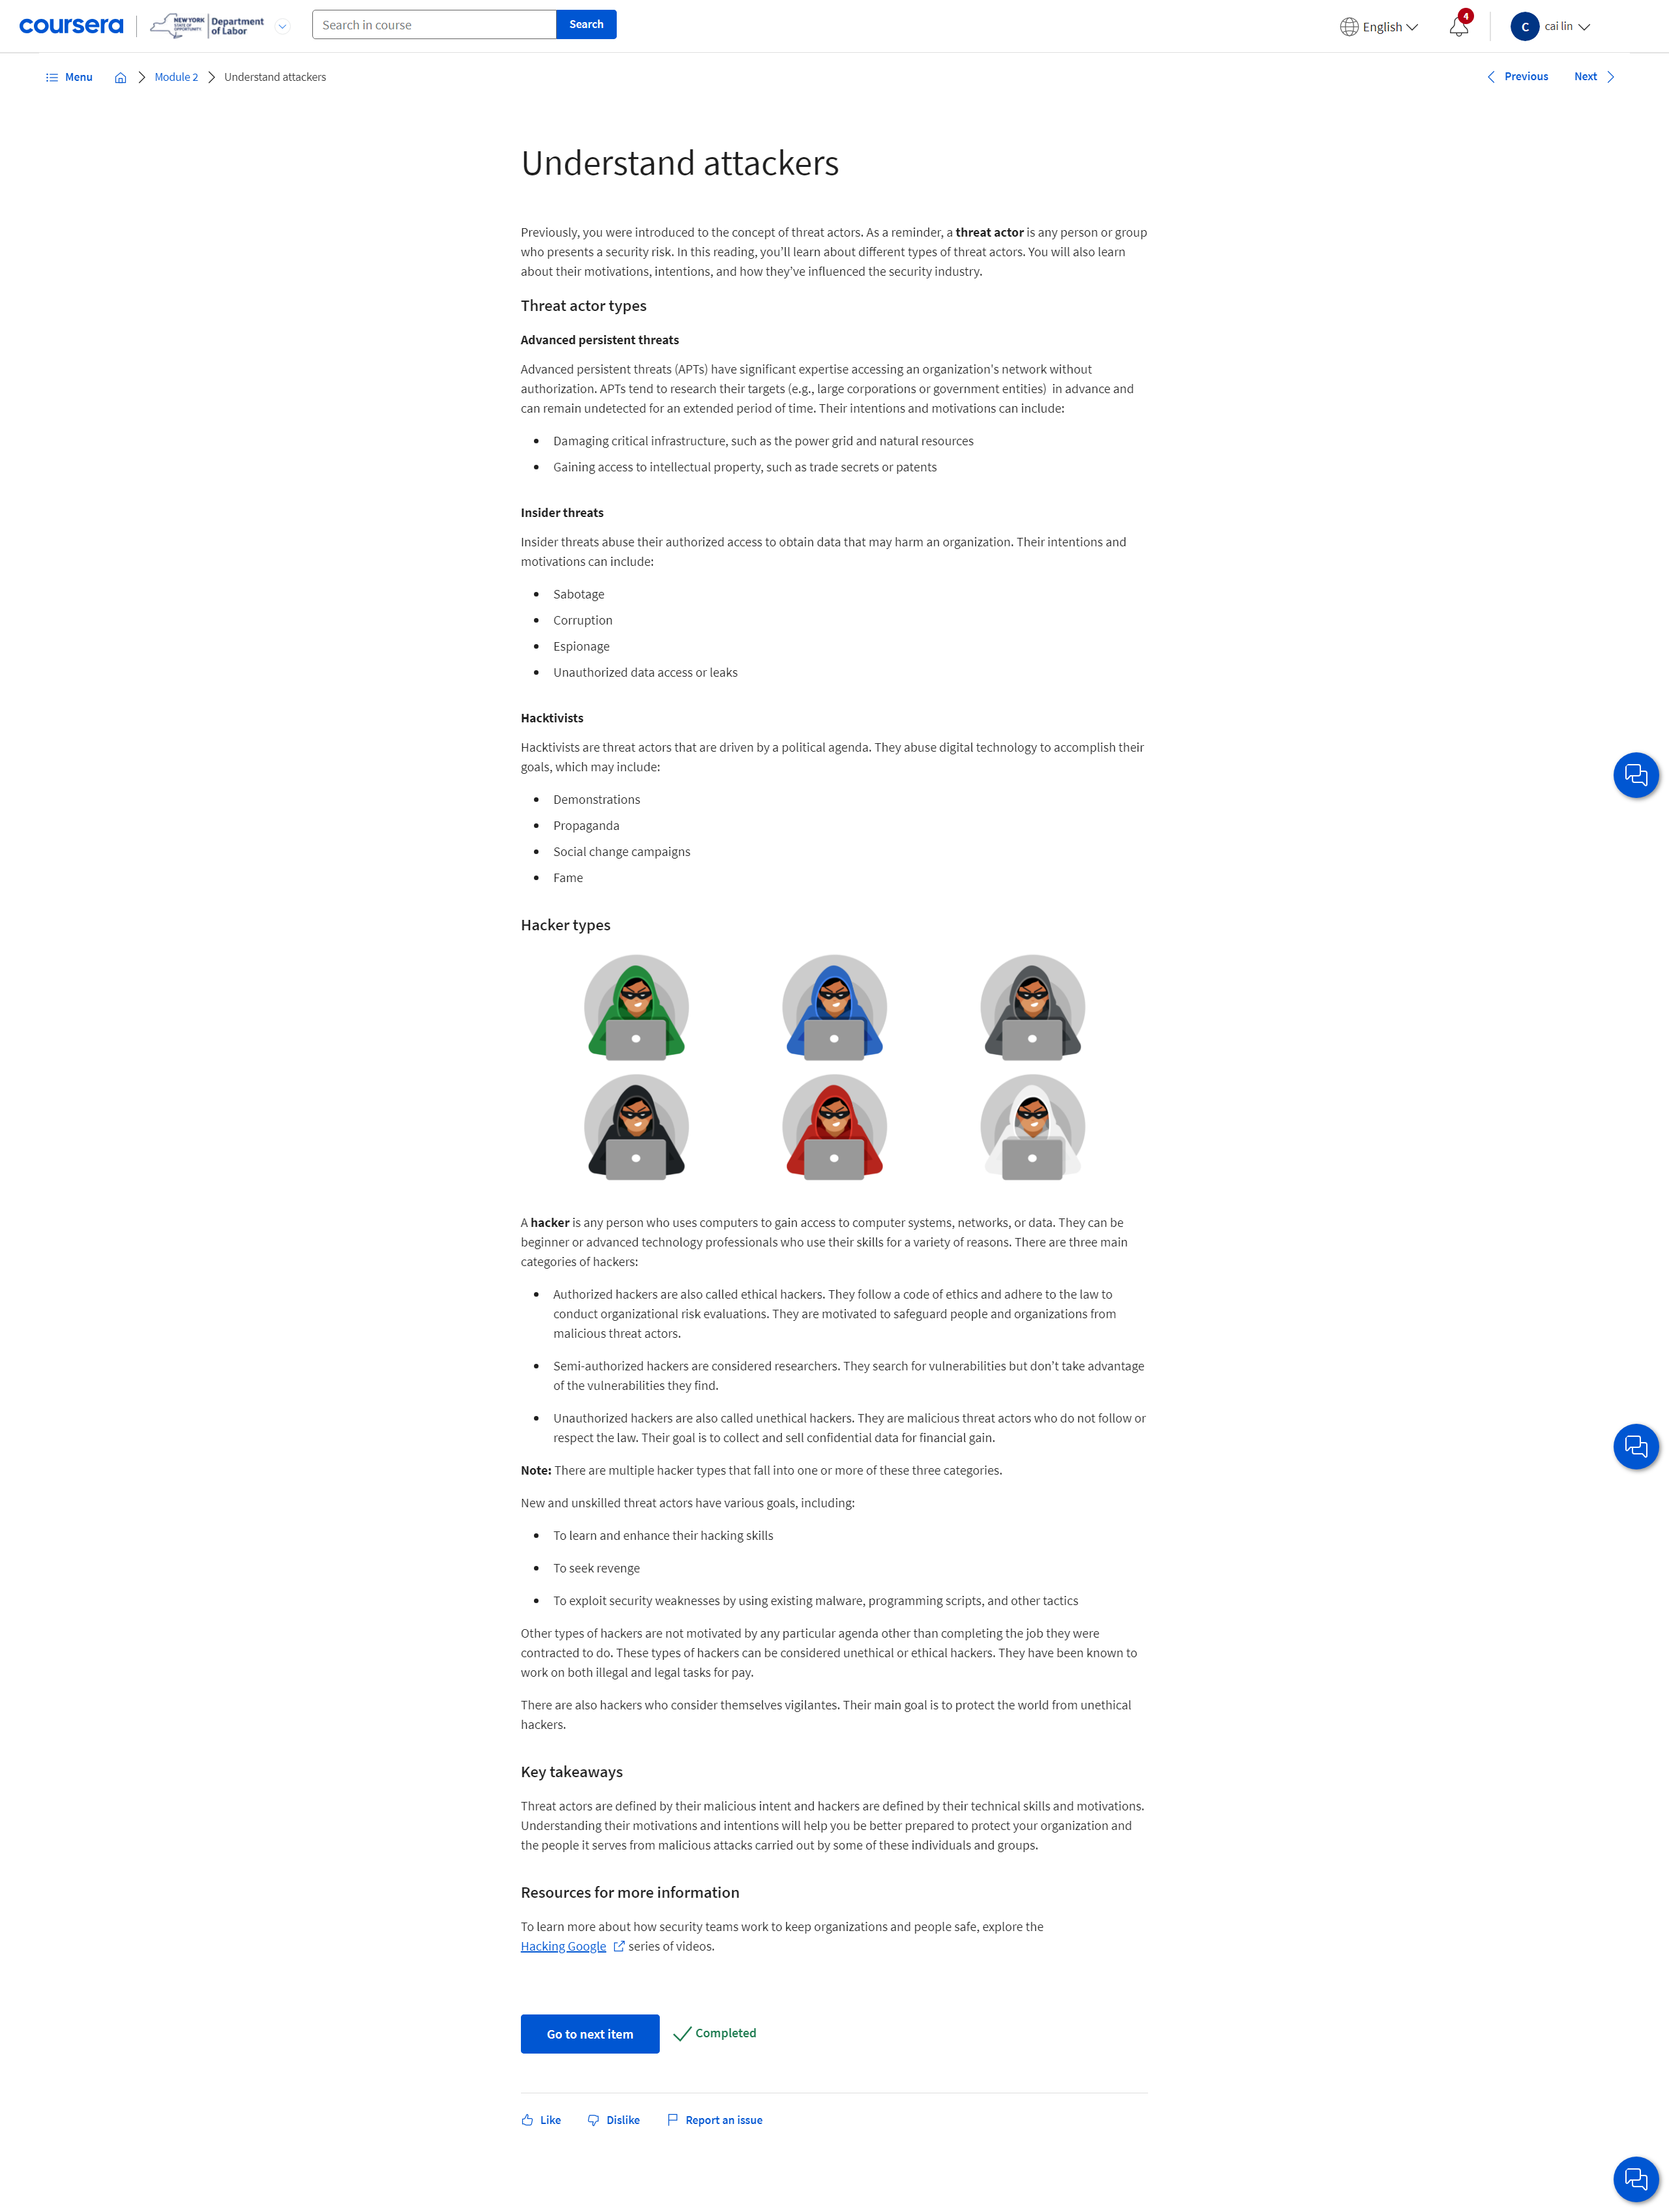 coursera
NEW YORK
STATE OF
OPPORTUNITY
Department
of Labor
Search in course
Search
English
4
C
cai lin
Menu
Module 2
Understand attackers
Previous
Next
Understand attackers
Previously, you were introduced to the concept of threat actors. As a reminder, a threat actor is any person or group
who presents a security risk. In this reading, you'll learn about different types of threat actors. You will also learn
about their motivations, intentions, and how they've influenced the security industry.
Threat actor types
Advanced persistent threats
Advanced persistent threats (APTs) have significant expertise accessing an organization's network without
authorization. APTs tend to research their targets (e.g., large corporations or government entities)  in advance and
can remain undetected for an extended period of time. Their intentions and motivations can include:
Damaging critical infrastructure, such as the power grid and natural resources
Gaining access to intellectual property, such as trade secrets or patents
Insider threats
Insider threats abuse their authorized access to obtain data that may harm an organization. Their intentions and
motivations can include:
Sabotage
Corruption
Espionage
Unauthorized data access or leaks
Hacktivists
Hacktivists are threat actors that are driven by a political agenda. They abuse digital technology to accomplish their
goals, which may include:
Demonstrations
Propaganda
Social change campaigns
Fame
Hacker types
A hacker is any person who uses computers to gain access to computer systems, networks, or data. They can be
beginner or advanced technology professionals who use their skills for a variety of reasons. There are three main
categories of hackers:
Authorized hackers are also called ethical hackers. They follow a code of ethics and adhere to the law to
conduct organizational risk evaluations. They are motivated to safeguard people and organizations from
malicious threat actors.
Semi-authorized hackers are considered researchers. They search for vulnerabilities but don't take advantage
of the vulnerabilities they find.
Unauthorized hackers are also called unethical hackers. They are malicious threat actors who do not follow or
respect the law. Their goal is to collect and sell confidential data for financial gain.
Note: There are multiple hacker types that fall into one or more of these three categories.
New and unskilled threat actors have various goals, including:
To learn and enhance their hacking skills
To seek revenge
To exploit security weaknesses by using existing malware, programming scripts, and other tactics
Other types of hackers are not motivated by any particular agenda other than completing the job they were
contracted to do. These types of hackers can be considered unethical or ethical hackers. They have been known to
work on both illegal and legal tasks for pay.
There are also hackers who consider themselves vigilantes. Their main goal is to protect the world from unethical
hackers.
Key takeaways
Threat actors are defined by their malicious intent and hackers are defined by their technical skills and motivations.
Understanding their motivations and intentions will help you be better prepared to protect your organization and
the people it serves from malicious attacks carried out by some of these individuals and groups.
Resources for more information
To learn more about how security teams work to keep organizations and people safe, explore the
Hacking Google series of videos.
Go to next item
Completed
Like
Dislike
Report an issue